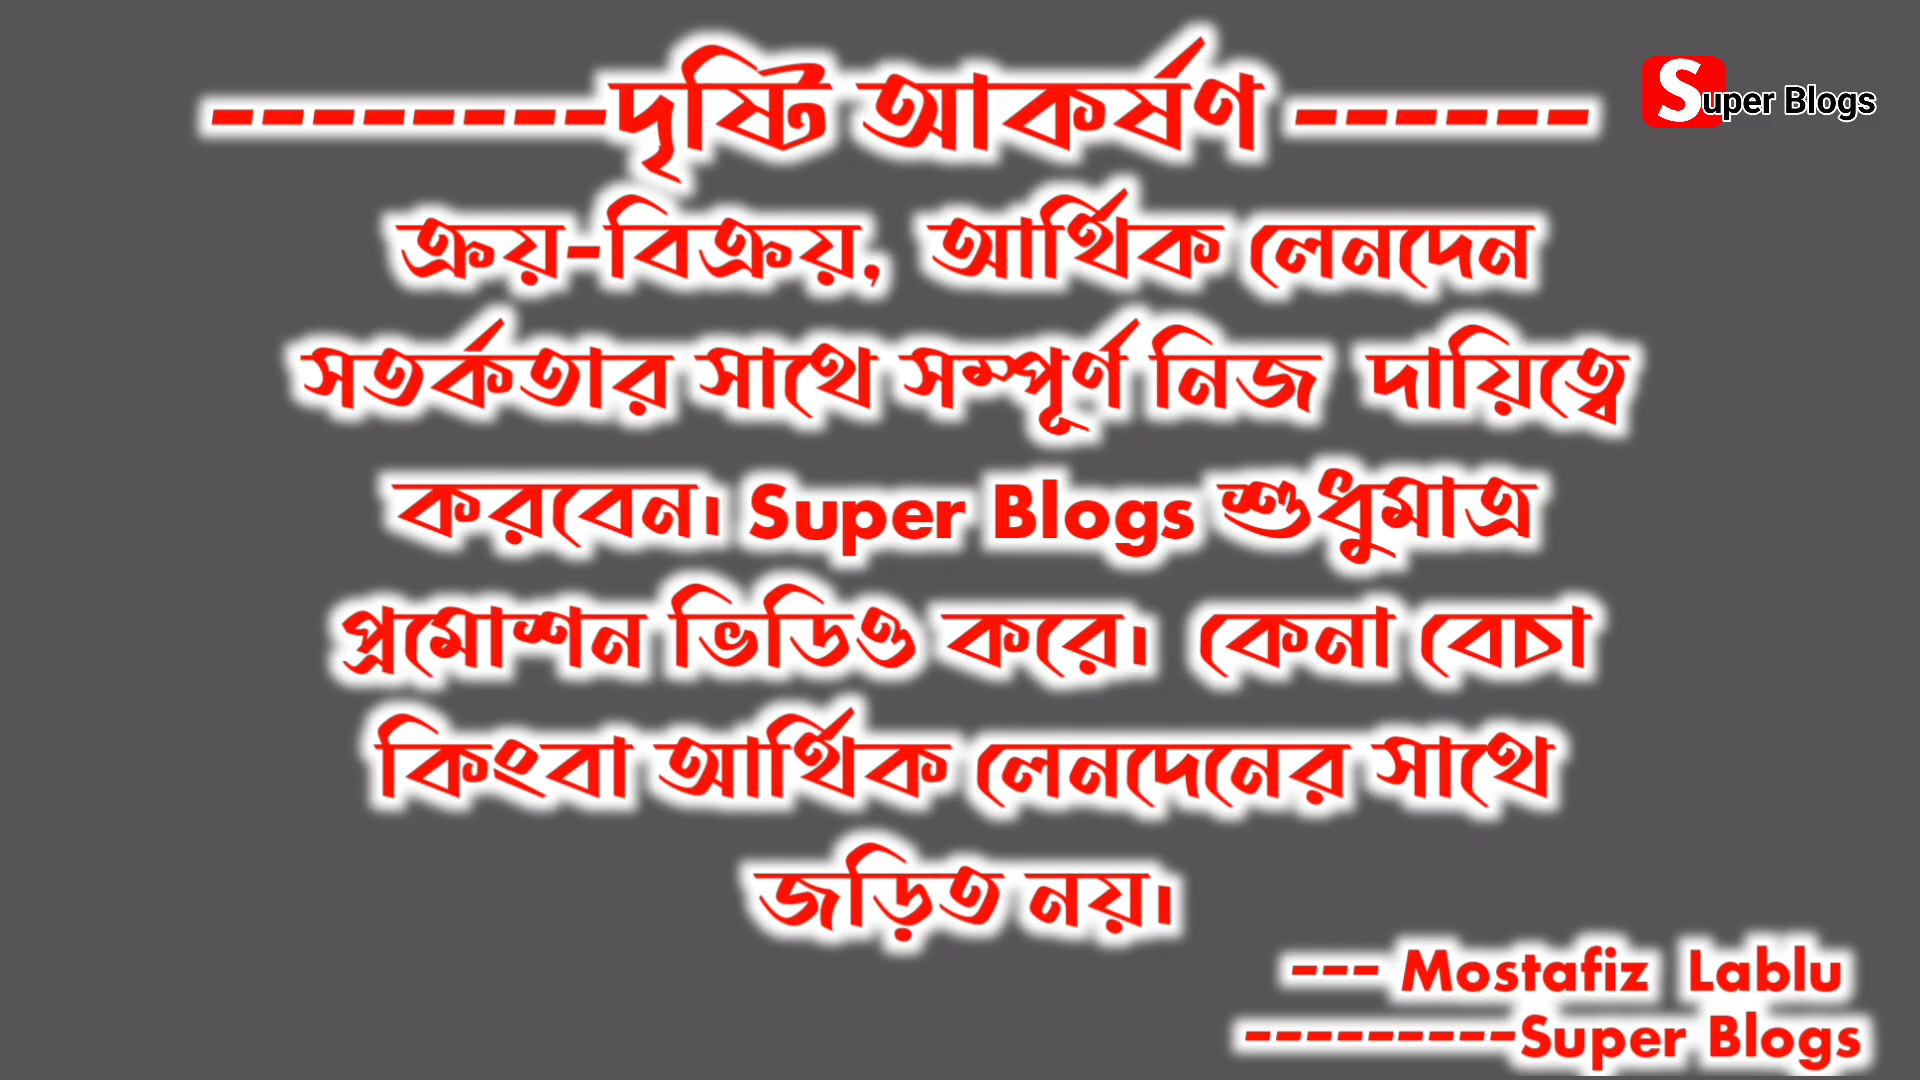 --------দৃষ্টি আকর্ষণ ------
Super Blogs
ক্রয়-বিক্রয়, আর্থিক লেনদেন
সতর্কতার সাথে সম্পূর্ণ নিজ দায়িত্বে
করবেন। Super Blogs শুধুমাত্র
প্রমোশন ভিডিও করে। কেনা বেচা
কিংবা আর্থিক লেনদেনের সাথে
জড়িত নয়।
--- Mostafiz Lablu
---------Super Blogs